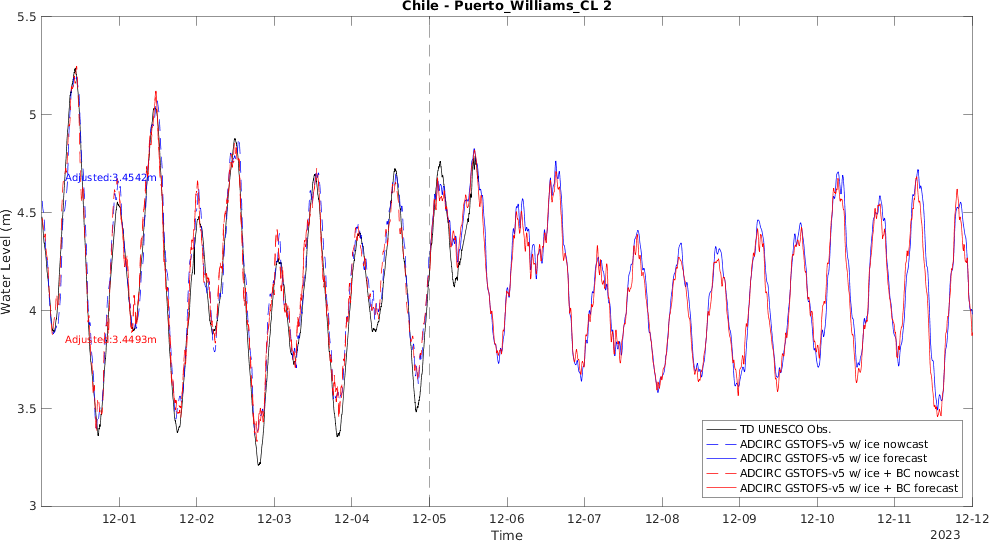 Chile - Puerto_Williams_CL 2
5.5
5
4.5
4
3.5
3
Water Level (m)
Adjusted:3.4542m
Adjusted:3.4493m
TD UNESCO Obs.
ADCIRC GSTOFS-v5 w/ ice nowcast
ADCIRC GSTOFS-v5 w/ ice forecast
ADCIRC GSTOFS-v5 w/ ice + BC nowcast
ADCIRC GSTOFS-v5 w/ ice + BC forecast
12-01 12-02 12-03 12-04 12-05 12-06 12-07 12-08 12-09 12-10 12-11 12-12
2023
Time